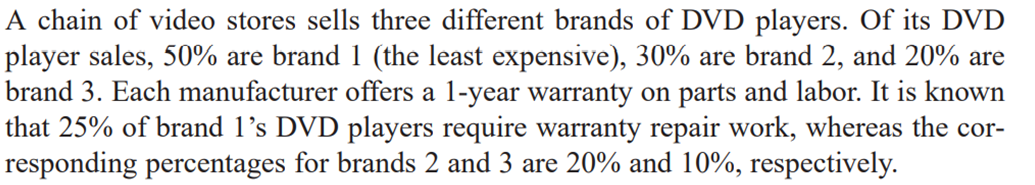 A chain of video stores sells three different brands of DVD players. Of its DVD
player sales, 50% are brand 1 (the least expensive), 30% are brand 2, and 20% are
brand 3. Each manufacturer offers a 1-year warranty on parts and labor. It is known
that 25% of brand 1’s DVD players require warranty repair work, whereas the cor-
responding percentages for brands 2 and 3 are 20% and 10%, respectively.